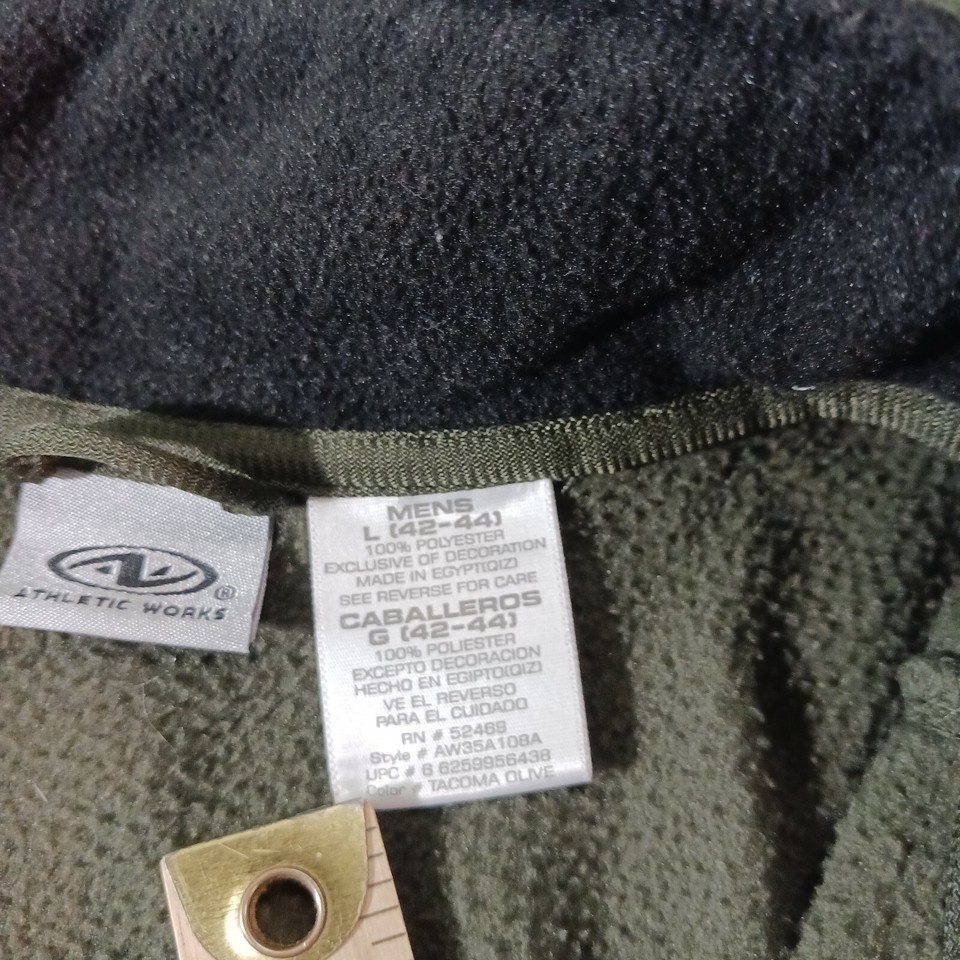 ATHLETIC WORKS®
MENS
L (42-44)
100% POLYESTER
EXCLUSIVE OF DECORATION
MADE IN EGYPT(QIZ)
SEE REVERSE FOR CARE
CABALLEROS
G (42-44)
100% POLIESTER
EXCEPTO DECORACION
HECHO EN EGIPTO(QIZ)
VE EL REVERSO
PARA EL CUIDADO
RN # 52469
Style # AW35A108A
UPC # 6 6259956438
Color # TACOMA OLIVE